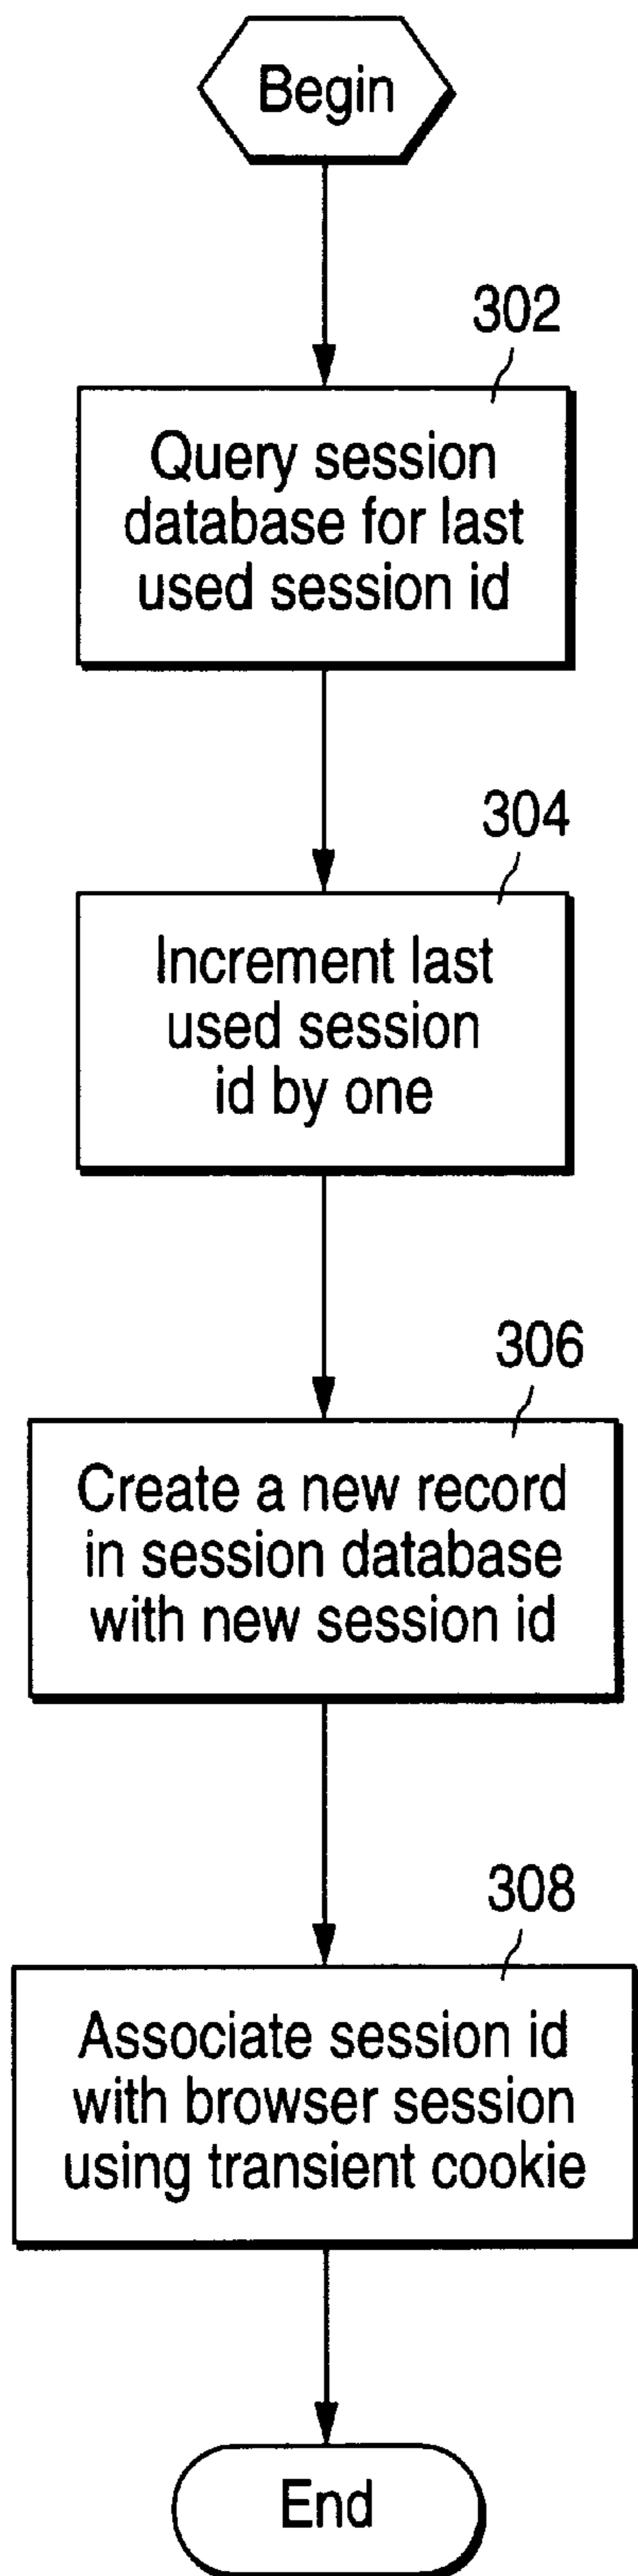 Begin
302
Query session
database for last
used session id
304
Increment last
used session
id by one
306
Create a new record
in session database
with new session id
308
Associate session id
with browser session
using transient cookie
End